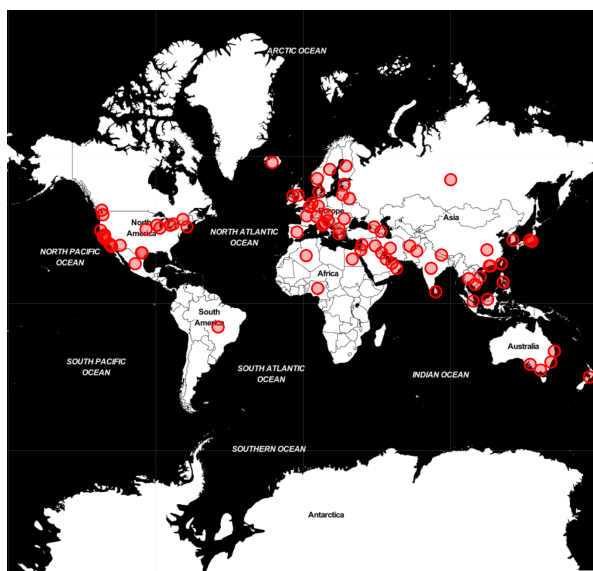 ARCTIC OCEAN
Europe
Asia
North
America
NORTH ATLANTIC
OCEAN
NORTH PACIFIC
OCEAN
Africa
South
America
Australia
SOUTH PACIFIC
OCEAN
SOUTH ATLANTIC
OCEAN
INDIAN OCEAN
SOUTHERN OCEAN
Antarctica